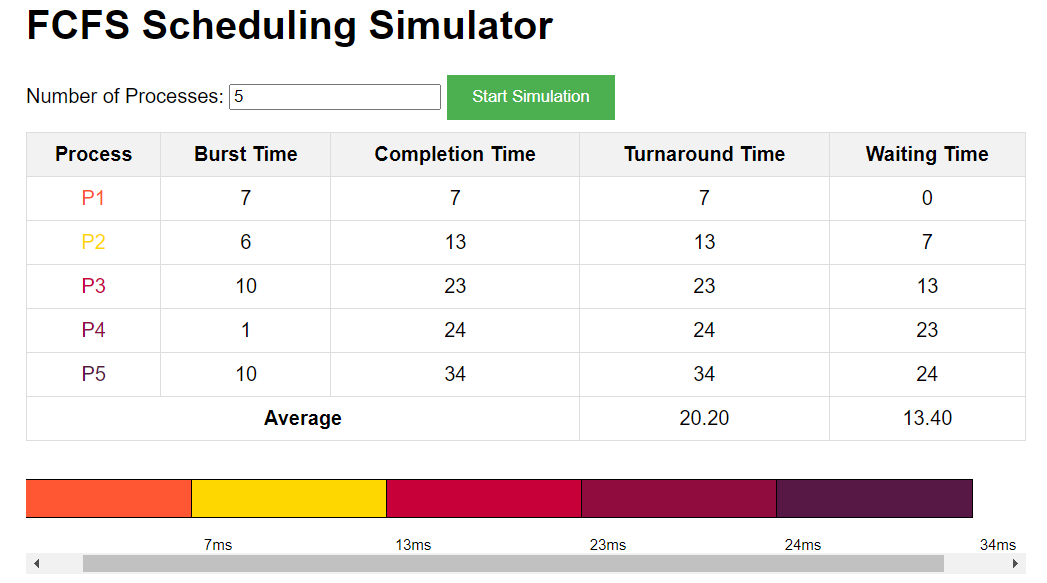 FCFS Scheduling Simulator
Number of Processes: 5 Start Simulation
Process Burst Time Completion Time Turnaround Time Waiting Time
P1 7 7 7 0
P2 6 13 13 7
P3 10 23 23 13
P4 1 24 24 23
P5 10 34 34 24
Average 20.20 13.40
7ms 13ms 23ms 24ms 34ms